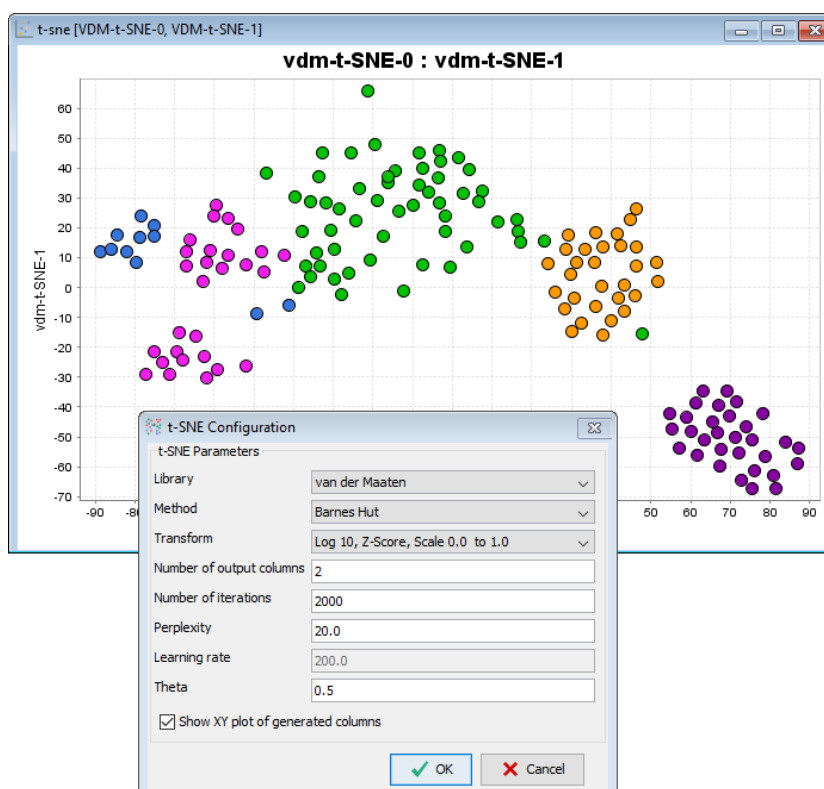 t-sne [VDM-t-SNE-0, VDM-t-SNE-1]
vdm-t-SNE-0 : vdm-t-SNE-1
vdm-t-SNE-1
60
50
40
30
20
10
0
-10
-20
-30
-40
-50
-60
-70
-90 -80 50 60 70 80 90
t-SNE Configuration
t-SNE Parameters
Library van der Maaten
Method Barnes Hut
Transform Log 10, Z-Score, Scale 0.0 to 1.0
Number of output columns 2
Number of iterations 2000
Perplexity 20.0
Learning rate 200.0
Theta 0.5
Show XY plot of generated columns
OK Cancel